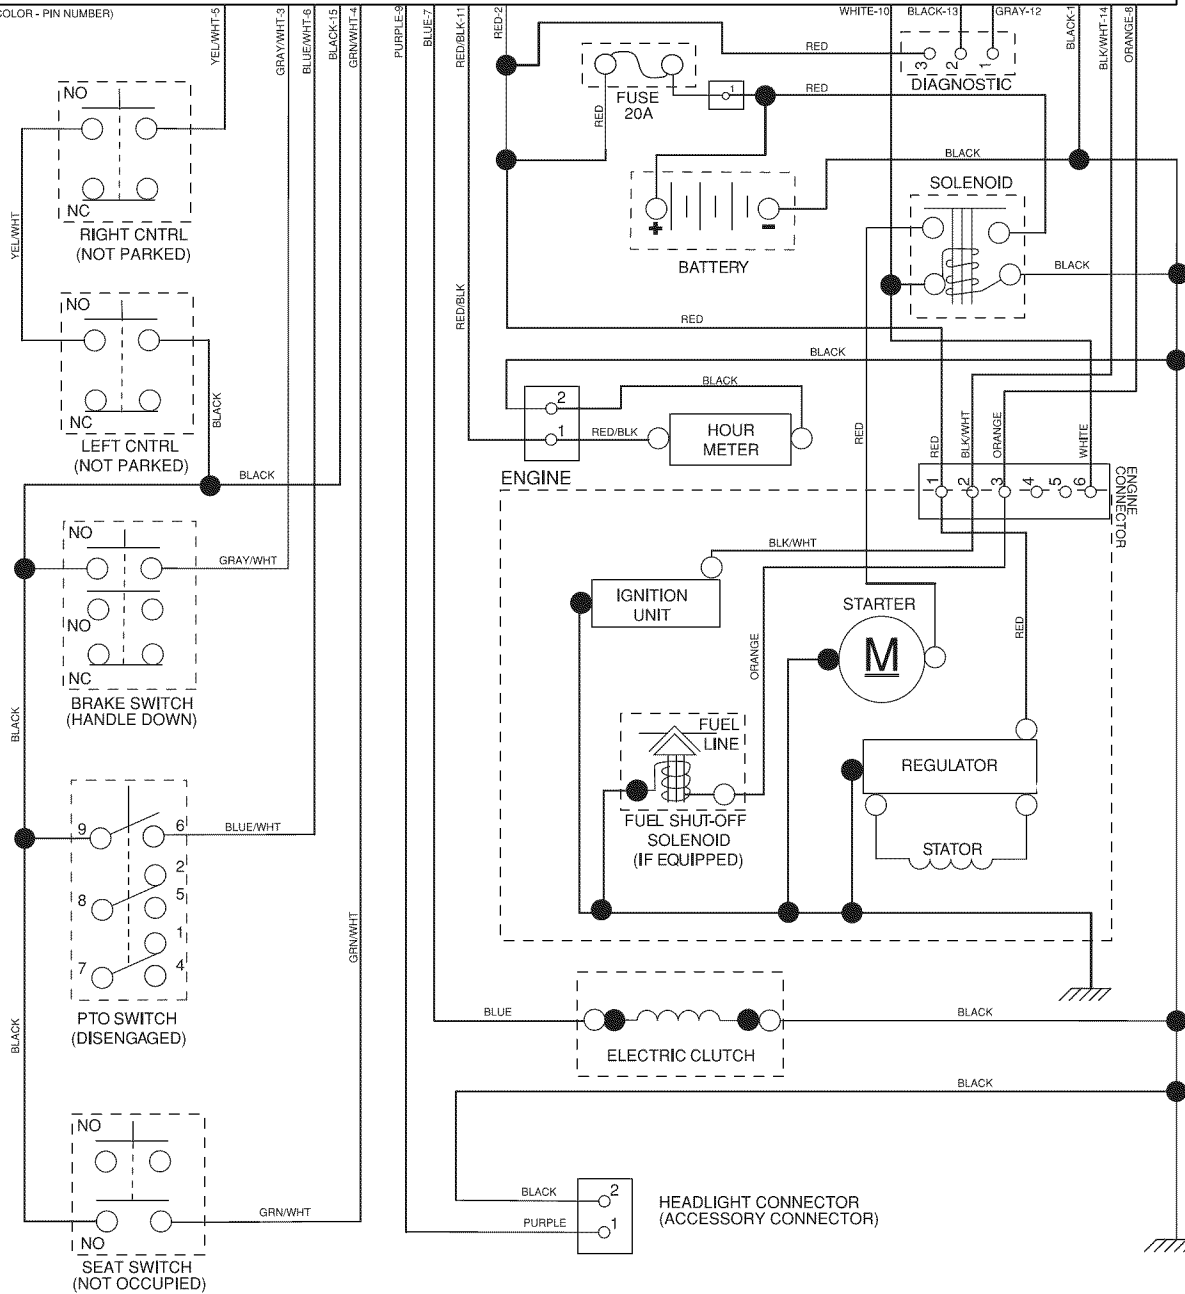 COLOR - PIN NUMBER)
YEL/WHT-5
GRAY/WHT-3
BLUE/WHT-6
BLACK-15
GRN/WHT-4
PURPLE-9
BLUE-7
RED/BLK-11
RED-2
WHITE-10
BLACK-13
GRAY-12
BLACK-1
BLK/WHT-14
ORANGE-8
NO
NC
RIGHT CNTRL
(NOT PARKED)
YEL/WHT
NO
NC
LEFT CNTRL
(NOT PARKED)
BLACK
BLACK
NO
GRAY/WHT
NO
NC
BRAKE SWITCH
(HANDLE DOWN)
BLACK
9
6
BLUE/WHT
2
8
5
1
7
4
PTO SWITCH
(DISENGAGED)
BLACK
GRN/WHT
NO
NO
GRN/WHT
SEAT SWITCH
(NOT OCCUPIED)
RED
3
2
1
DIAGNOSTIC
FUSE
20A
RED
1
RED
BLACK
+
-
BATTERY
SOLENOID
BLACK
RED/BLK
RED
BLACK
2
BLACK
1
RED/BLK
HOUR
METER
RED
RED
BLK/WHT
ORANGE
WHITE
ENGINE
1
2
3
4
5
6
ENGINE
CONNECTOR
BLK/WHT
IGNITION
UNIT
STARTER
M
ORANGE
RED
FUEL
LINE
FUEL SHUT-OFF
SOLENOID
(IF EQUIPPED)
REGULATOR
STATOR
BLUE
BLACK
ELECTRIC CLUTCH
BLACK
BLACK
2
PURPLE
1
HEADLIGHT CONNECTOR
(ACCESSORY CONNECTOR)